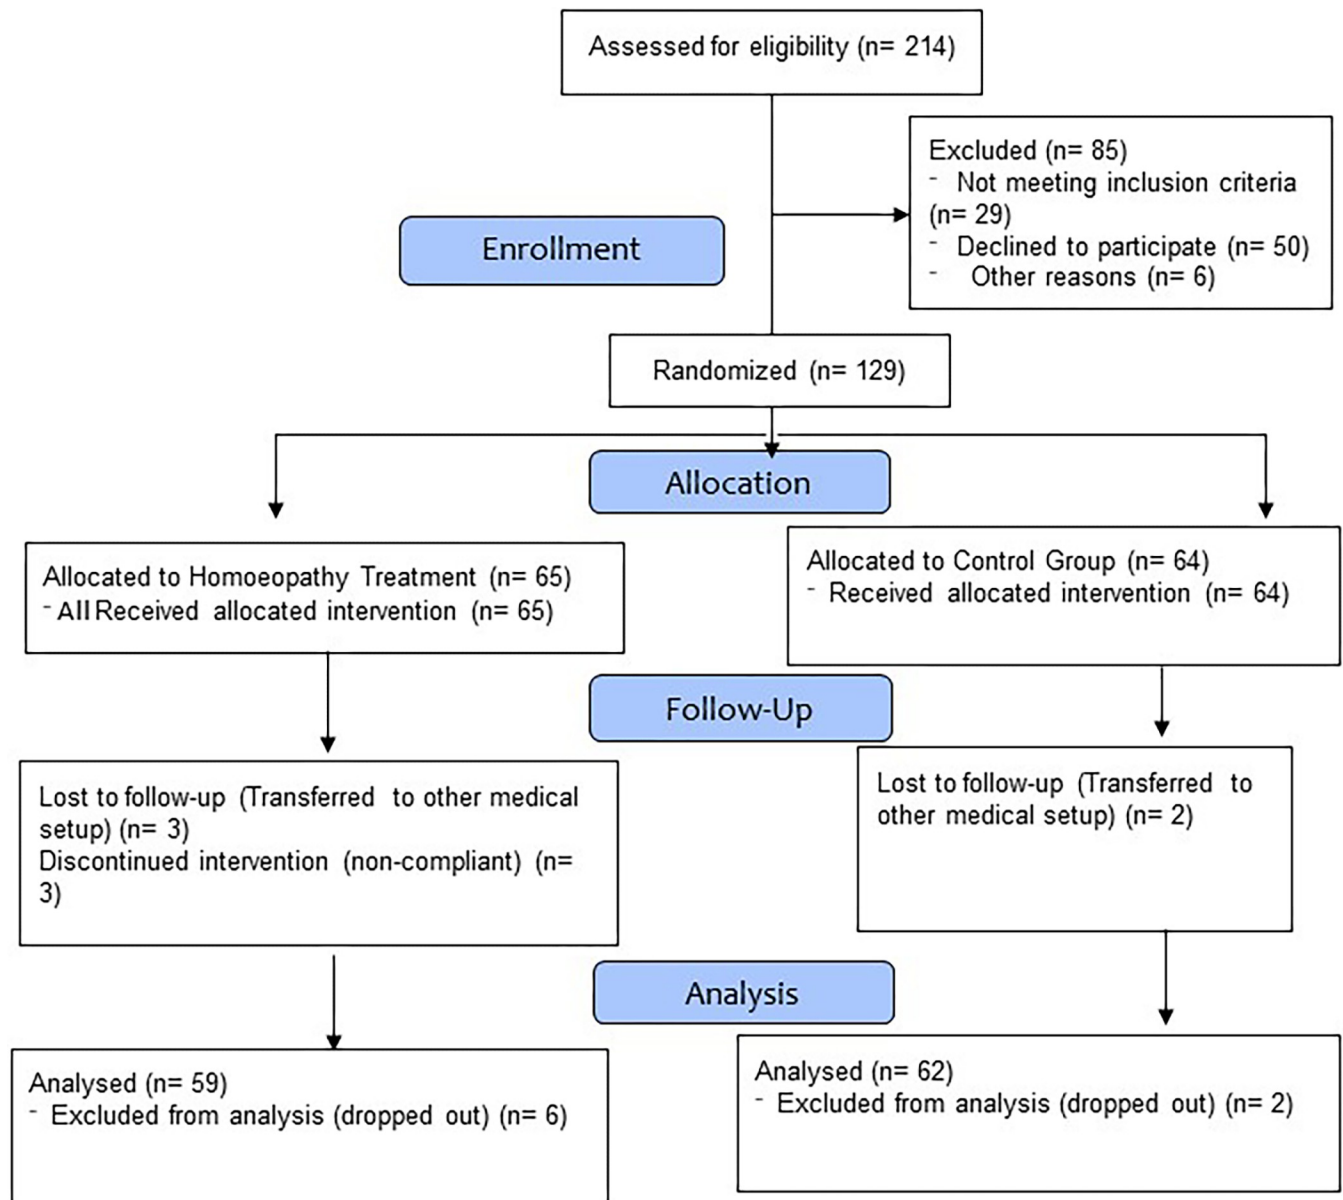 Assessed for eligibility (n= 214)
Excluded (n= 85)
- Not meeting inclusion criteria
(n= 29)
- Declined to participate (n= 50)
- Other reasons (n= 6)
Enrollment
Randomized (n= 129)
Allocation
Allocated to Homoeopathy Treatment (n= 65)
- All Received allocated intervention (n= 65)
Allocated to Control Group (n= 64)
- Received allocated intervention (n= 64)
Follow-Up
Lost to follow-up (Transferred to other medical
setup) (n= 3)
Discontinued intervention (non-compliant) (n=
3)
Lost to follow-up (Transferred to
other medical setup) (n= 2)
Analysis
Analysed (n= 59)
- Excluded from analysis (dropped out) (n= 6)
Analysed (n= 62)
- Excluded from analysis (dropped out) (n= 2)